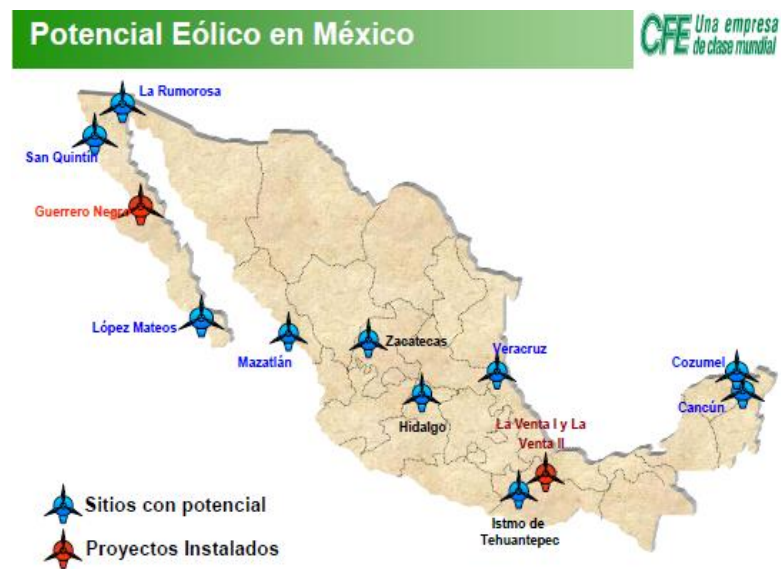 Potencial Eólico en México
CFE Una empresa
de clase mundial
La Rumorosa
San Quintín
Guerrero Negro
López Mateos
Mazatlán
Zacatecas
Veracruz
Cozumel
Cancún
Hidalgo
La Venta I y La
Venta II
Istmo de
Tehuantepec
Sitios con potencial
Proyectos Instalados